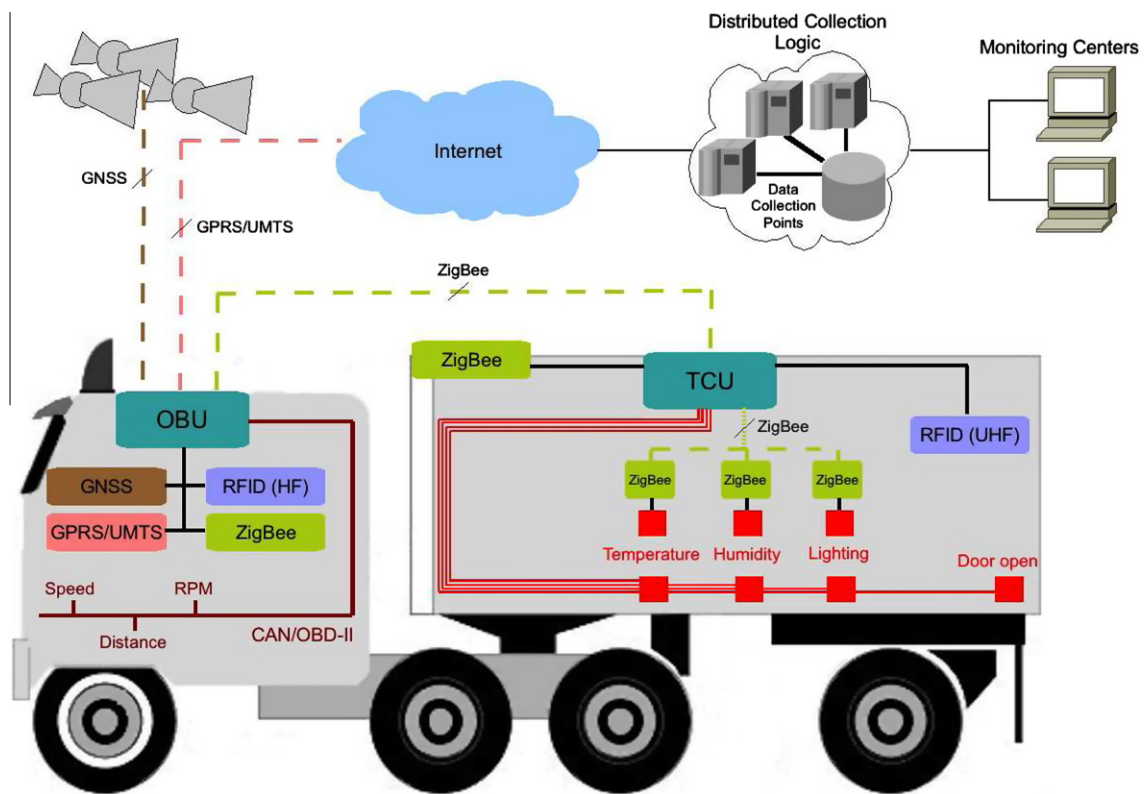 Distributed Collection
Logic
Monitoring Centers
Internet
Data
Collection
Points
GNSS
GPRS/UMTS
ZigBee
ZigBee
TCU
OBU
ZigBee
RFID (UHF)
GNSS
RFID (HF)
ZigBee
ZigBee
ZigBee
GPRS/UMTS
ZigBee
Temperature
Humidity
Lighting
Door open
Speed
RPM
Distance
CAN/OBD-II